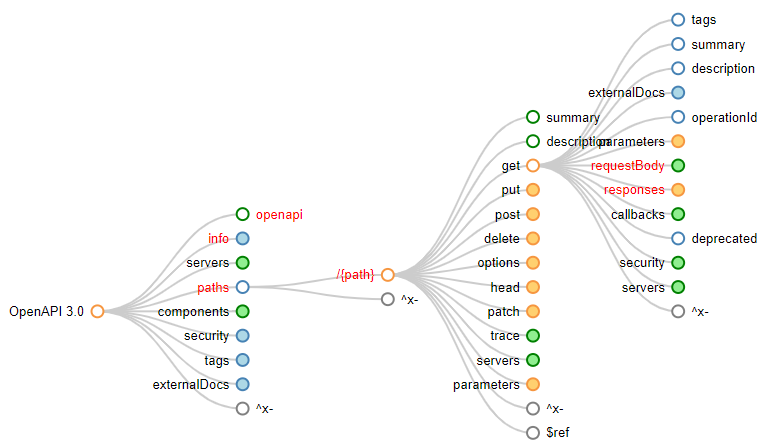 OpenAPI 3.0
openapi
info
servers
paths
components
security
tags
externalDocs
^x-
/{path}
^x-
summary
description
get
put
post
delete
options
head
patch
trace
servers
parameters
^x-
$ref
tags
summary
description
externalDocs
operationId
parameters
requestBody
responses
callbacks
deprecated
security
servers
^x-